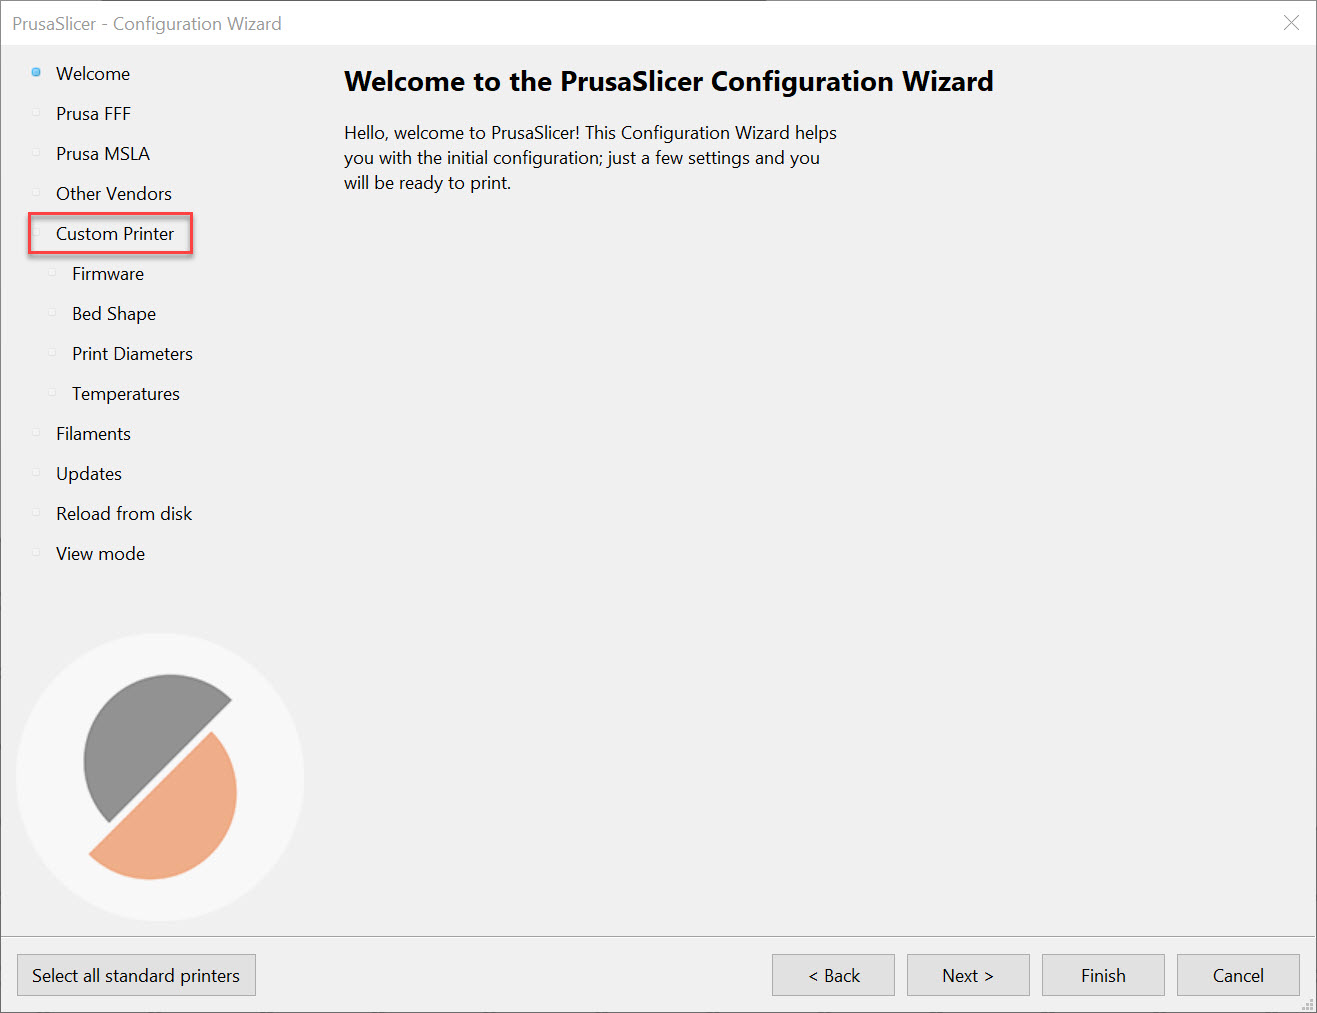 PrusaSlicer - Configuration Wizard
Welcome
Prusa FFF
Prusa MSLA
Other Vendors
Custom Printer
Firmware
Bed Shape
Print Diameters
Temperatures
Filaments
Updates
Reload from disk
View mode
Welcome to the PrusaSlicer Configuration Wizard
Hello, welcome to PrusaSlicer! This Configuration Wizard helps
you with the initial configuration; just a few settings and you
will be ready to print.
Select all standard printers
< Back
Next >
Finish
Cancel